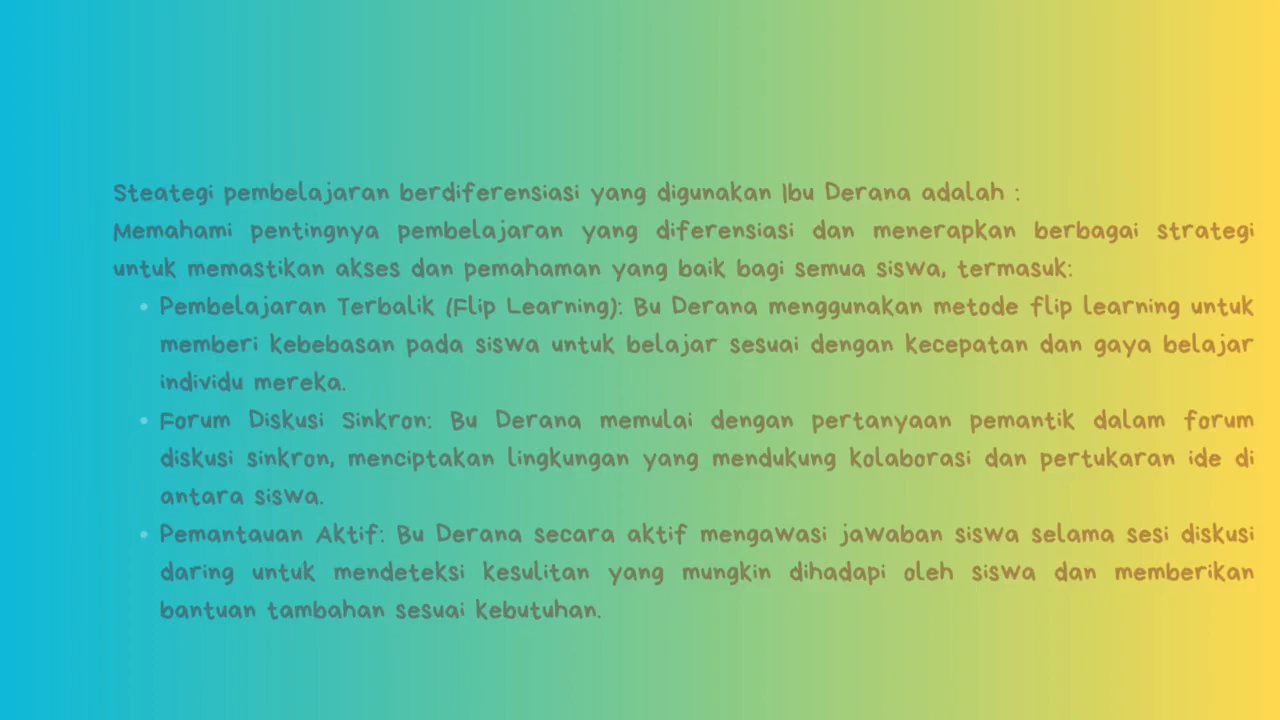 Steategi pembelajaran berdiferensiasi yang digunakan Ibu Derana adalah :
Memahami pentingnya pembelajaran yang diferensiasi dan menerapkan berbagai strategi
untuk memastikan akses dan pemahaman yang baik bagi semua siswa, termasuk:
• Pembelajaran Terbalik (Flip Learning): Bu Derana menggunakan metode flip learning untuk
memberi kebebasan pada siswa untuk belajar sesuai dengan kecepatan dan gaya belajar
individu mereka.
• Forum Diskusi Sinkron: Bu Derana memulai dengan pertanyaan pemantik dalam forum
diskusi sinkron, menciptakan lingkungan yang mendukung kolaborasi dan pertukaran ide di
antara siswa.
• Pemantauan Aktif: Bu Derana secara aktif mengawasi jawaban siswa selama sesi diskusi
daring untuk mendeteksi kesulitan yang mungkin dihadapi oleh siswa dan memberikan
bantuan tambahan sesuai kebutuhan.